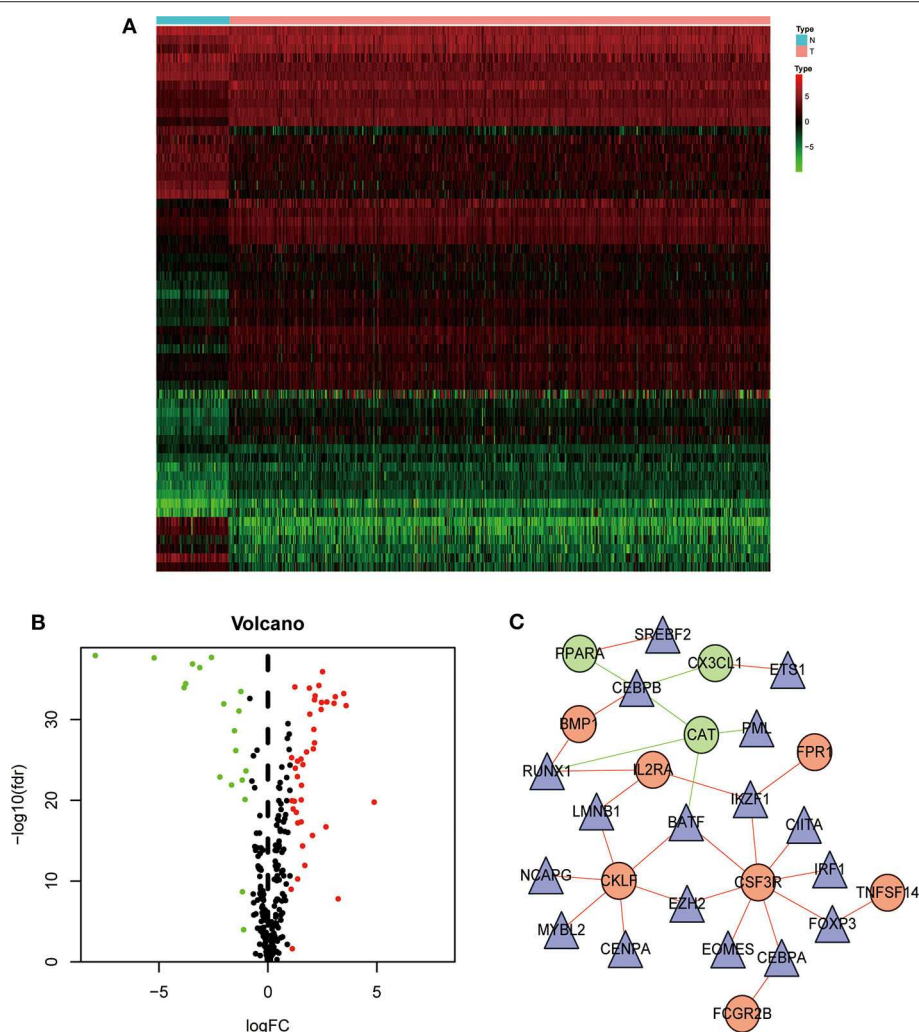 A
Type
N
T
Type
5
0
−5
B
Volcano
−log10(fdr)
30
20
10
0
−5
0
5
logFC
C
SREBF2
PPARA
CX3CL1
ETS1
CEBPB
BMP1
CAT
PML
FPR1
RUNX1
IL2RA
IKZF1
LMNB1
BATF
CIITA
NCAPG
CKLF
CSF3R
IRF1
TNFSF14
EZH2
FOXP3
MYBL2
CENPA
EOMES
CEBPA
FCGR2B